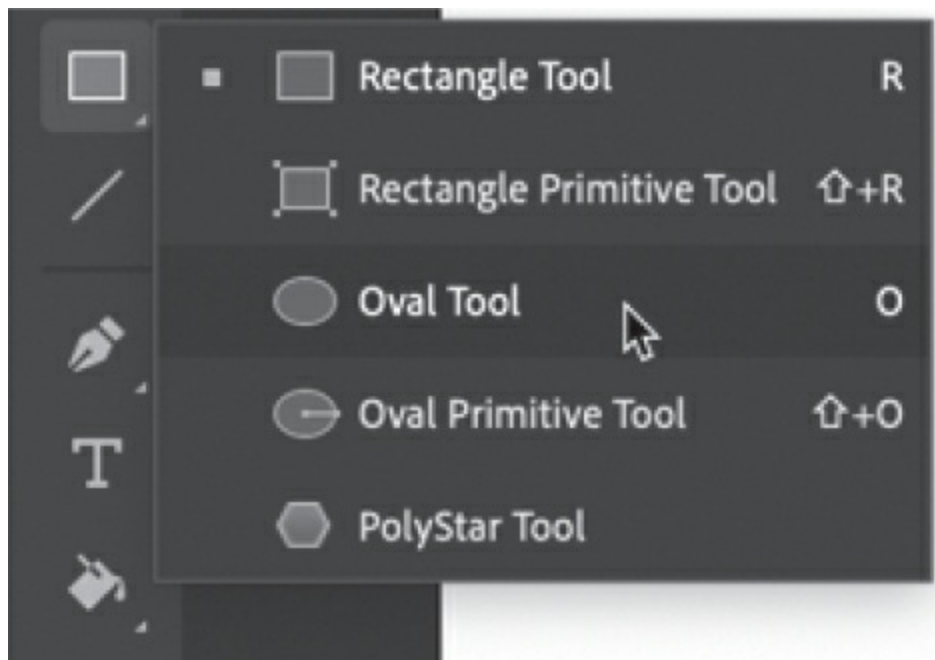 Rectangle Tool R
Rectangle Primitive Tool ⇧+R
Oval Tool O
Oval Primitive Tool ⇧+O
PolyStar Tool
T